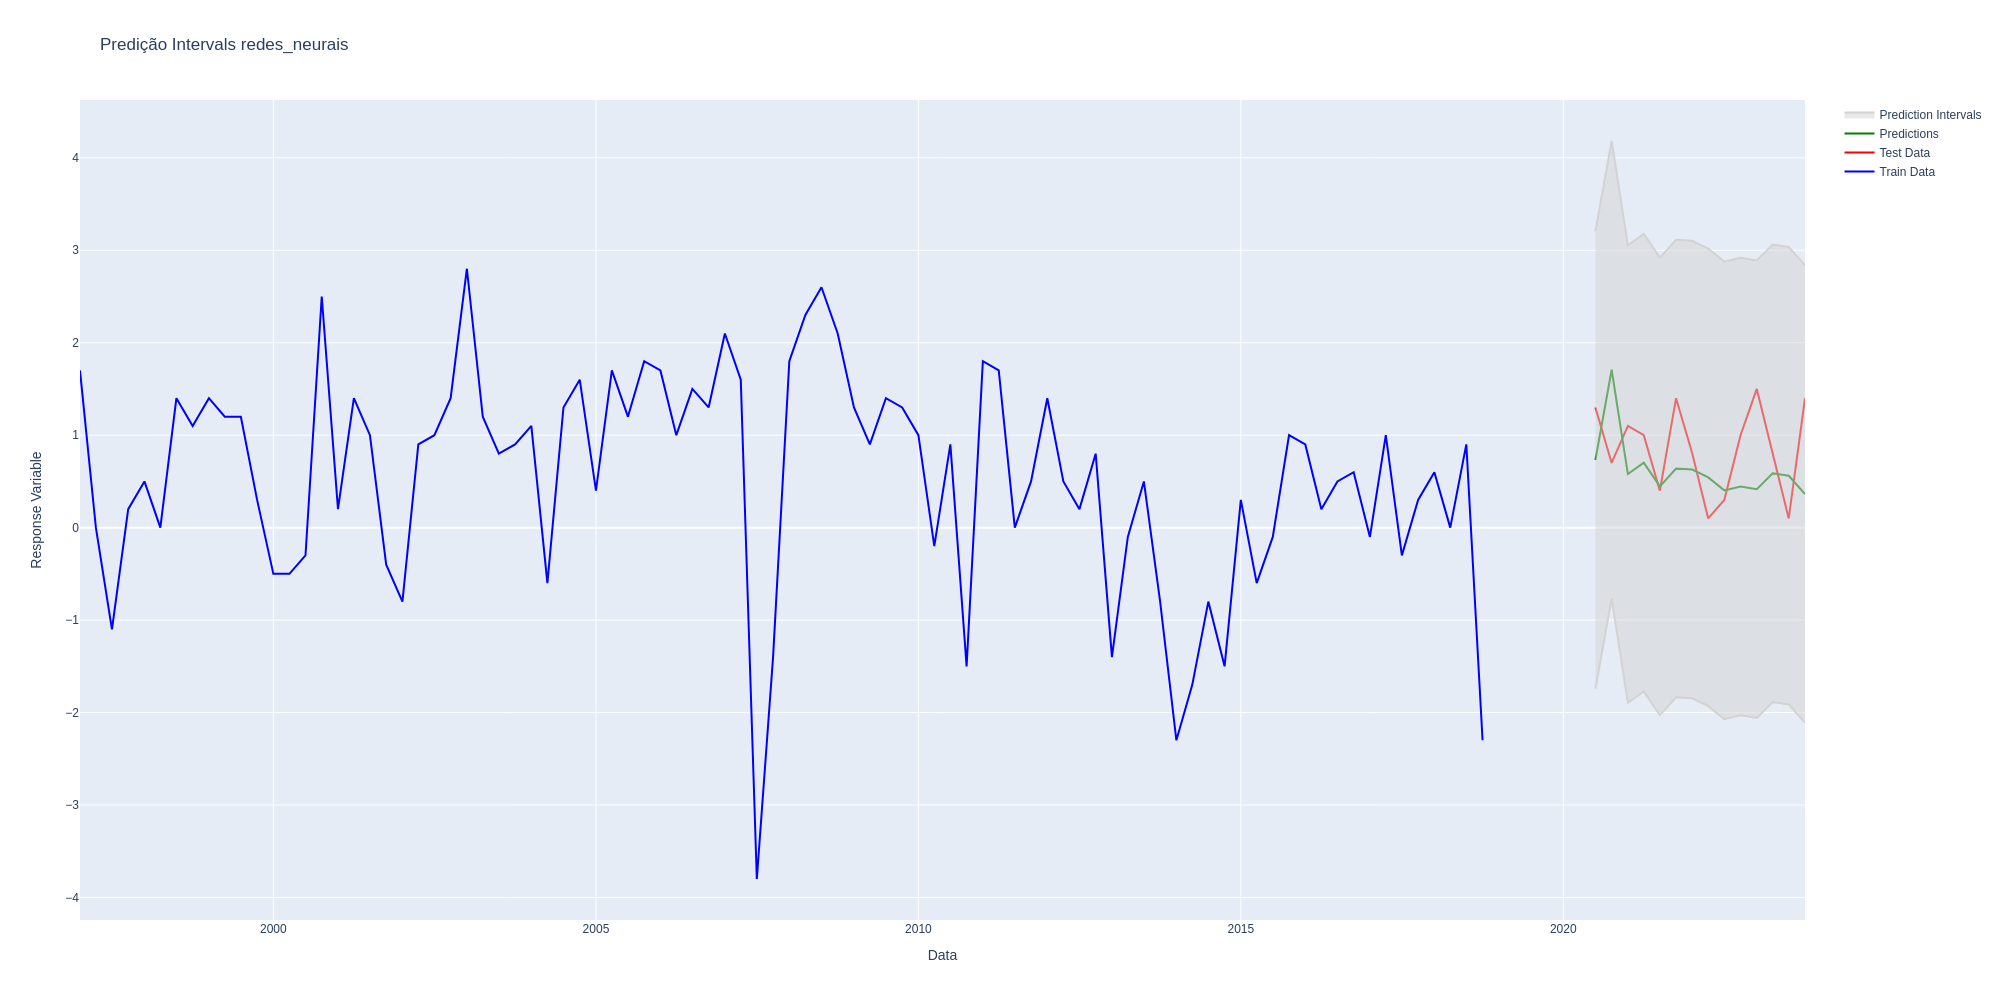 Predição Intervals redes_neurais
Prediction Intervals
Predictions
Test Data
Train Data
4
3
2
1
0
−1
−2
−3
−4
Response Variable
2000
2005
2010
2015
2020
Data